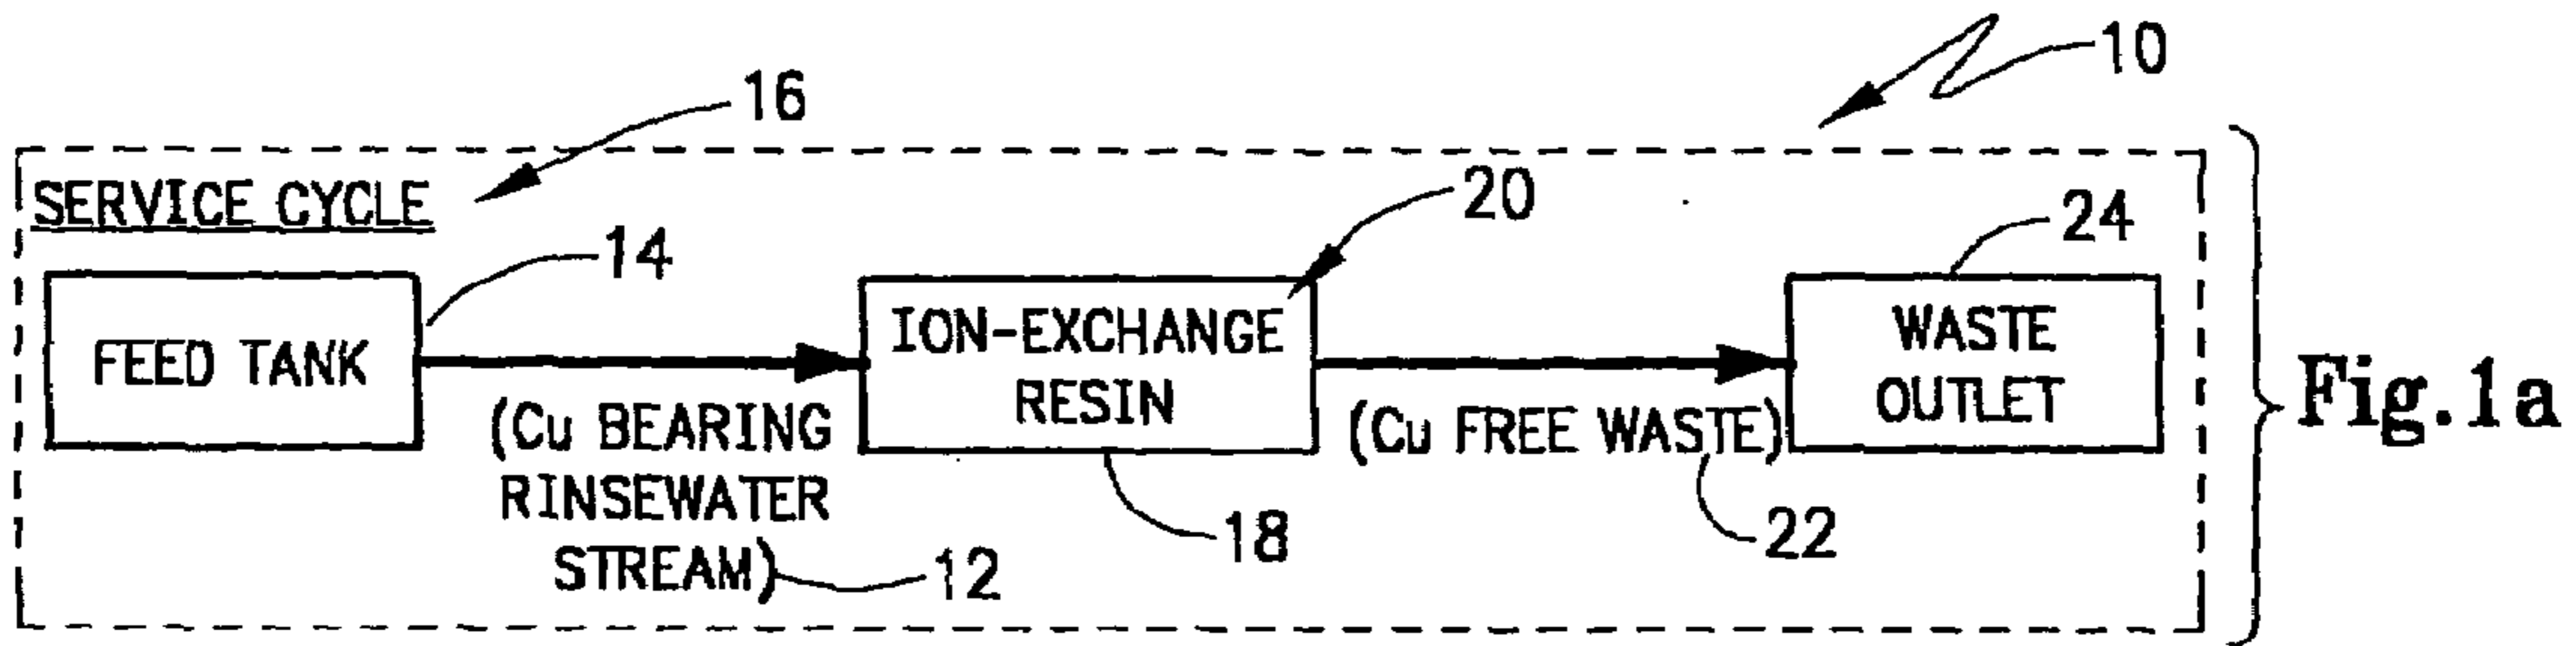 10
16
SERVICE CYCLE
20
24
14
FEED TANK
ION-EXCHANGE
RESIN
WASTE
OUTLET
(Cu BEARING
RINSEWATER
STREAM)
12
18
(Cu FREE WASTE)
22
Fig.1a